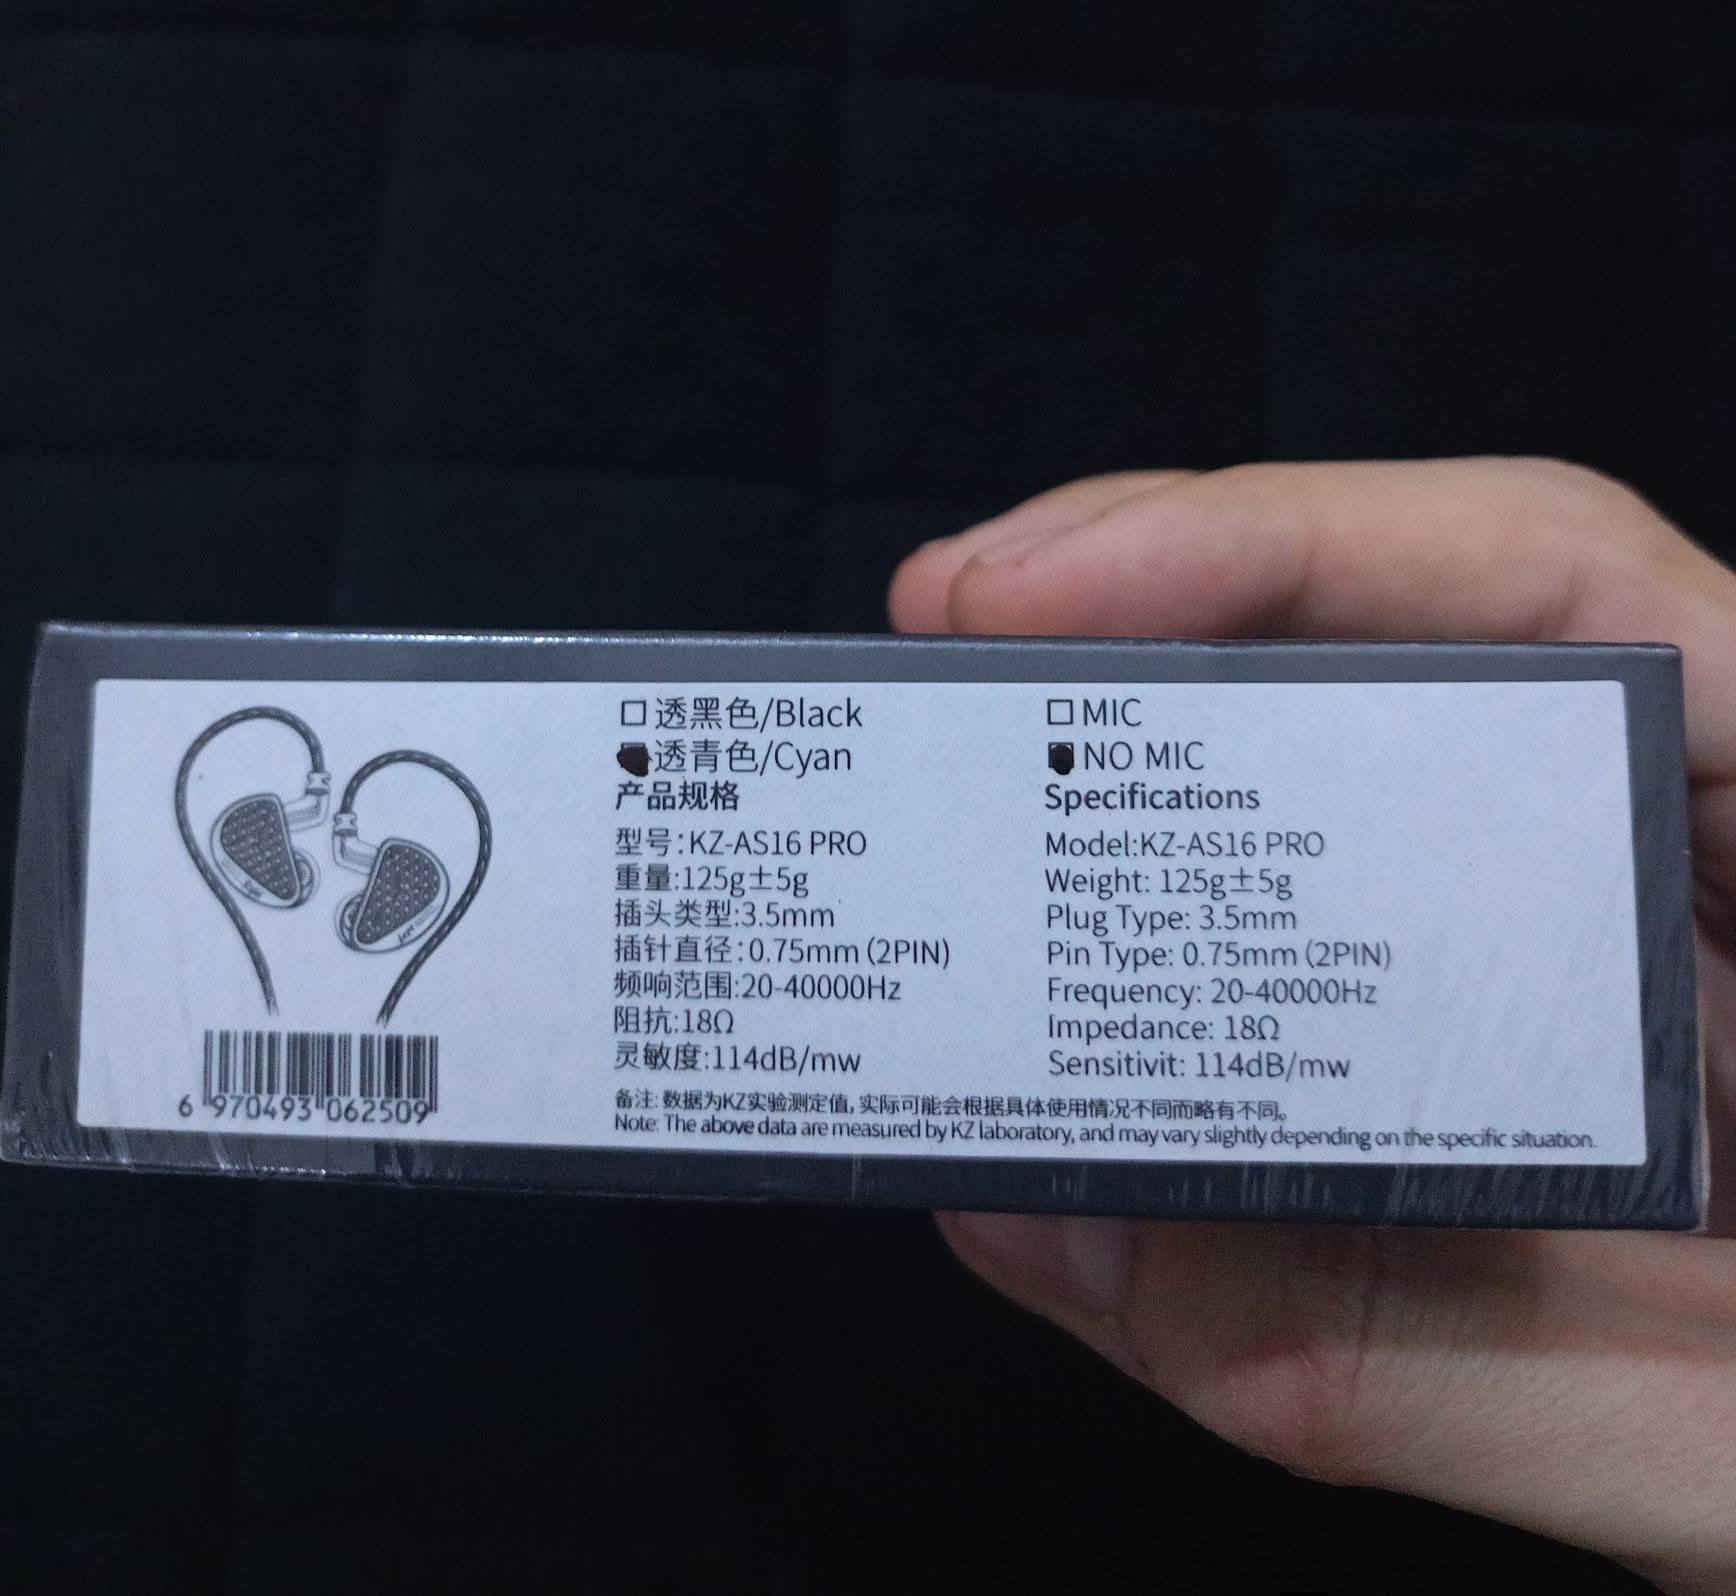 透黑色/Black
透青色/Cyan
产品规格
型号:KZ-AS16 PRO
重量:125g±5g
插头类型:3.5mm
插针直径:0.75mm (2PIN)
频响范围:20-40000Hz
阻抗:18Ω
灵敏度:114dB/mw
MIC
NO MIC
Specifications
Model:KZ-AS16 PRO
Weight: 125g±5g
Plug Type: 3.5mm
Pin Type: 0.75mm (2PIN)
Frequency: 20-40000Hz
Impedance: 18Ω
Sensitivit: 114dB/mw
备注: 数据为KZ实验测定值, 实际可能会根据具体使用情况不同而略有不同。
Note: The above data are measured by KZ laboratory, and may vary slightly depending on the specific situation.
6 970493 062509